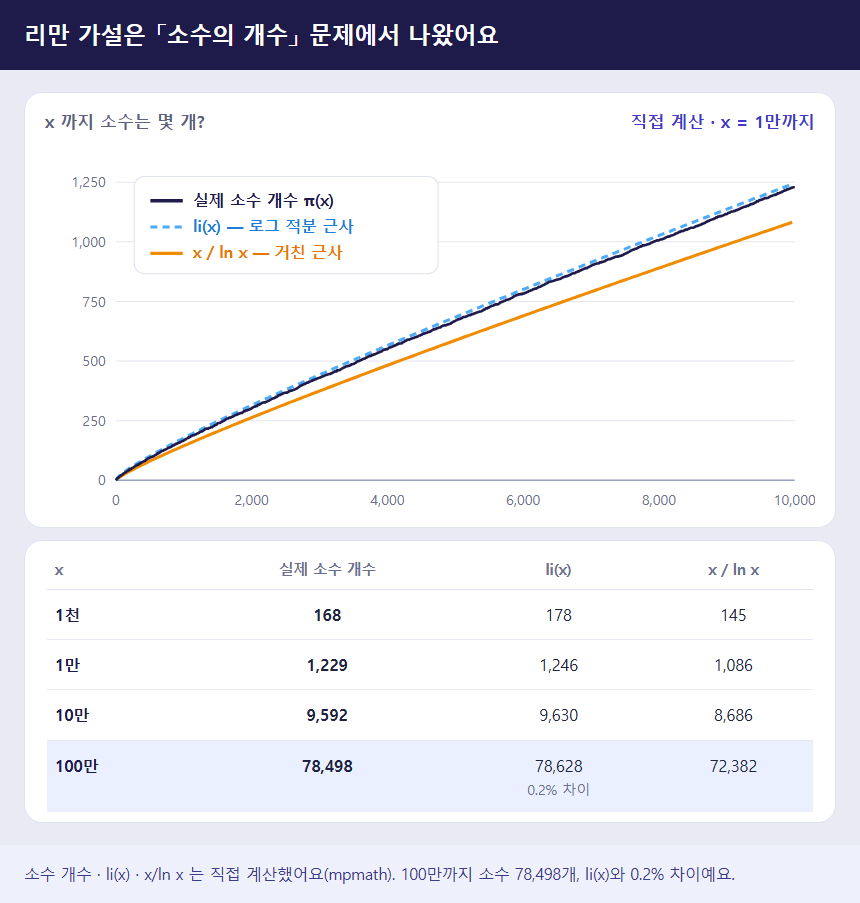 리만 가설은 「소수의 개수」 문제에서 나왔어요
x 까지 소수는 몇 개?
직접 계산 · x = 1만까지
실제 소수 개수 π(x)
li(x) — 로그 적분 근사
x / ln x — 거친 근사
1,250
1,000
750
500
250
0
0 2,000 4,000 6,000 8,000 10,000
x 실제 소수 개수 li(x) x / ln x
1천 168 178 145
1만 1,229 1,246 1,086
10만 9,592 9,630 8,686
100만 78,498 78,628 72,382
0.2% 차이
소수 개수 · li(x) · x/ln x 는 직접 계산했어요(mpmath). 100만까지 소수 78,498개, li(x)와 0.2% 차이예요.